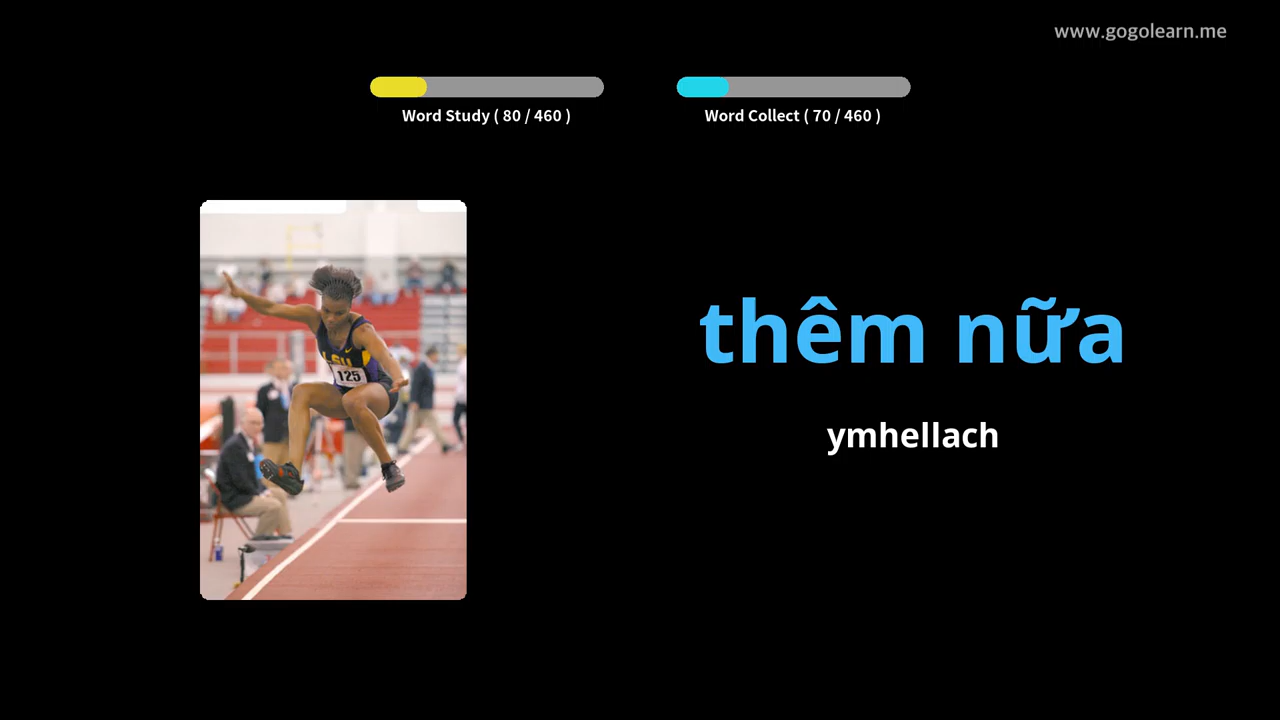 www.gogolearn.me
Word Study ( 80 / 460 )
Word Collect ( 70 / 460 )
LSU
125
thêm nữa
ymhellach